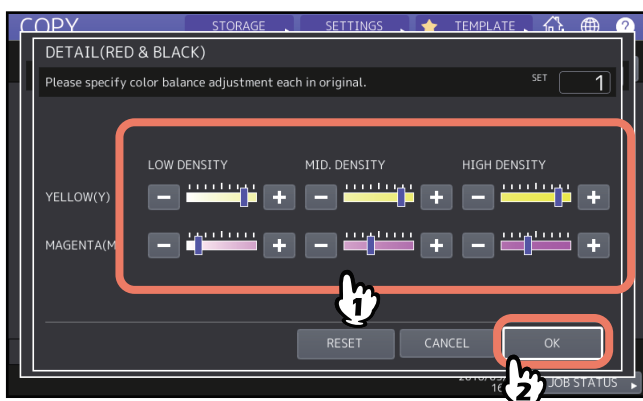 COPY STORAGE SETTINGS TEMPLATE ?
DETAIL(RED & BLACK)
Please specify color balance adjustment each in original. SET 1
LOW DENSITY MID. DENSITY HIGH DENSITY
YELLOW(Y) − + − + − +
MAGENTA(M − + − + − +
1
RESET CANCEL OK
2
JOB STATUS